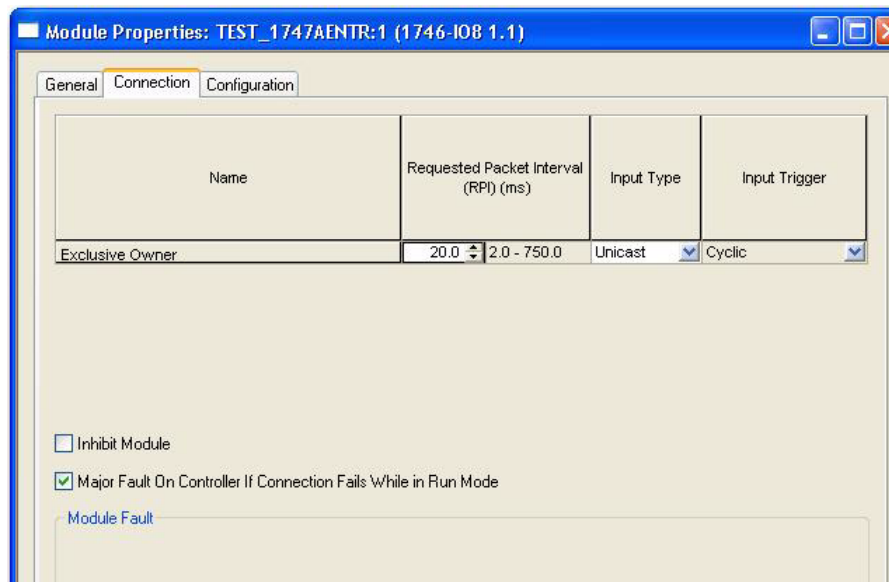 Module Properties: TEST_1747AENTR:1 (1746-IO8 1.1)
General Connection Configuration
Name
Requested Packet Interval
(RPI) (ms)
Input Type
Input Trigger
Exclusive Owner 20.0 2.0 - 750.0 Unicast Cyclic
Inhibit Module
Major Fault On Controller If Connection Fails While in Run Mode
Module Fault